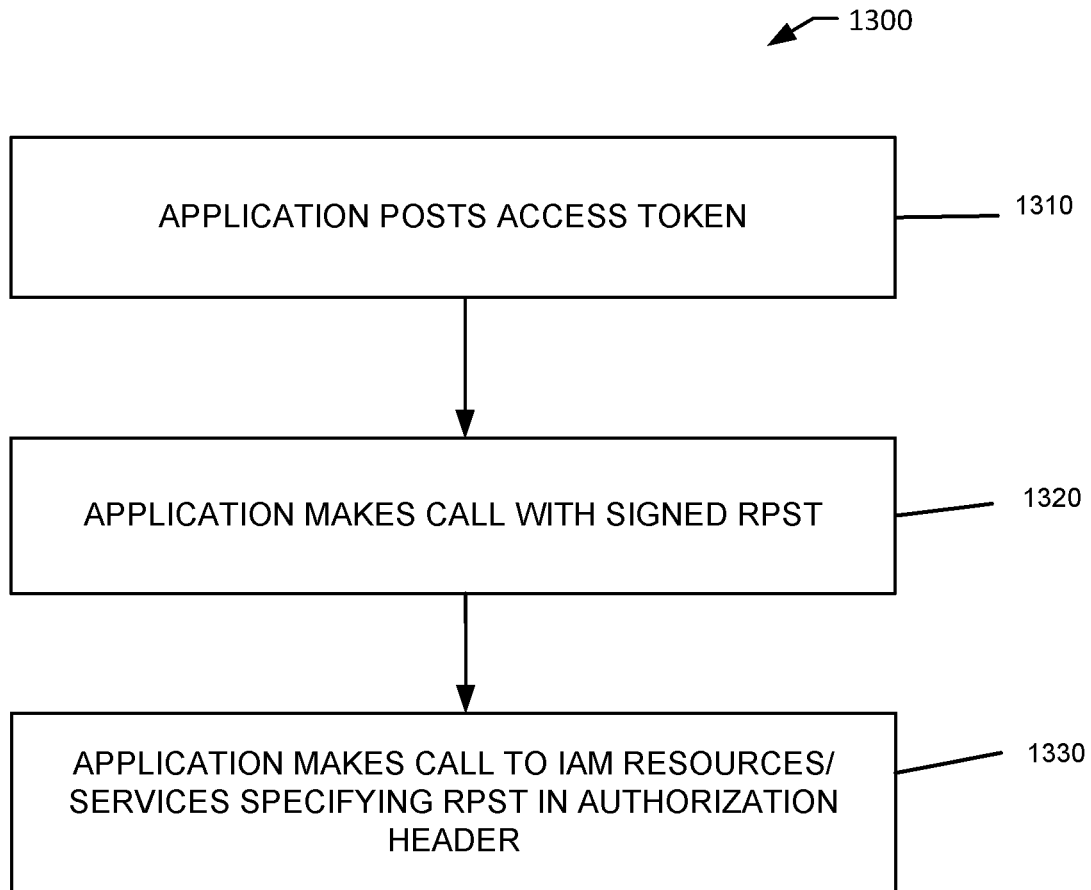 1300
APPLICATION POSTS ACCESS TOKEN
1310
APPLICATION MAKES CALL WITH SIGNED RPST
1320
APPLICATION MAKES CALL TO IAM RESOURCES/
SERVICES SPECIFYING RPST IN AUTHORIZATION
HEADER
1330